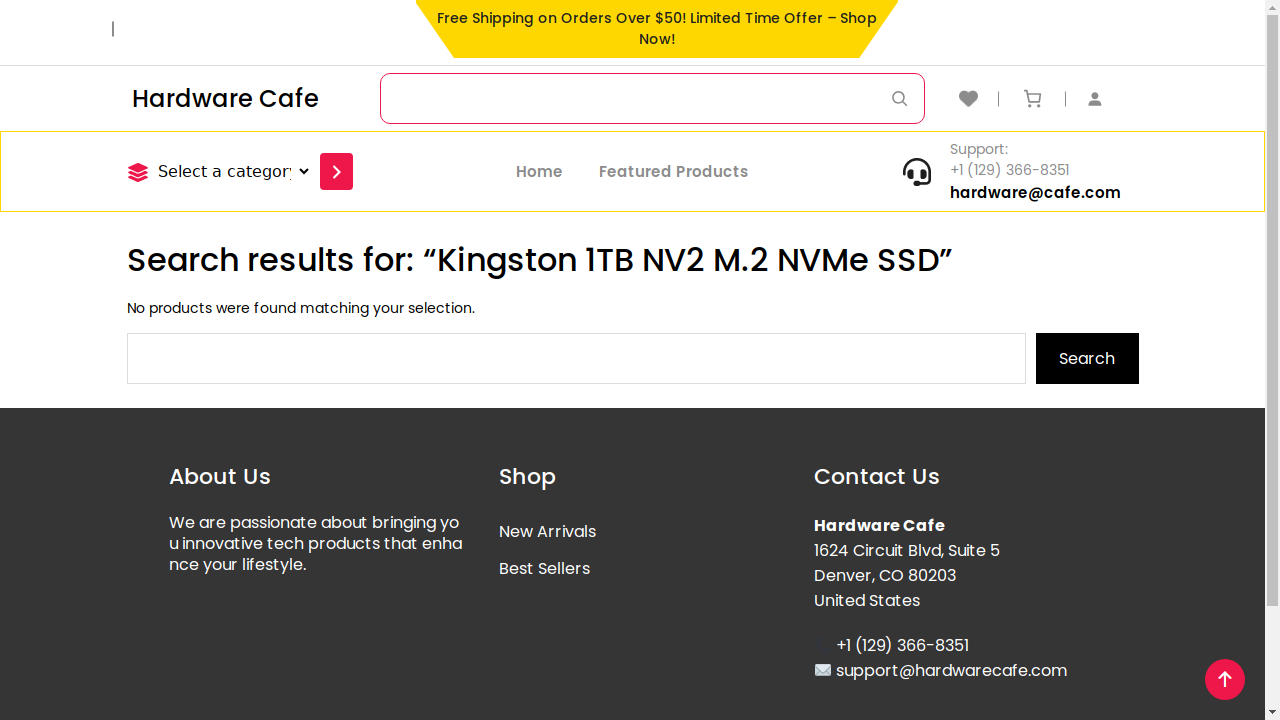 Free Shipping on Orders Over $50! Limited Time Offer – Shop
Now!
Hardware Cafe
Select a category
Home
Featured Products
Support:
+1 (129) 366-8351
hardware@cafe.com
Search results for: “Kingston 1TB NV2 M.2 NVMe SSD”
No products were found matching your selection.
Search
About Us
We are passionate about bringing yo
u innovative tech products that enha
nce your lifestyle.
Shop
New Arrivals
Best Sellers
Contact Us
Hardware Cafe
1624 Circuit Blvd, Suite 5
Denver, CO 80203
United States
+1 (129) 366-8351
support@hardwarecafe.com